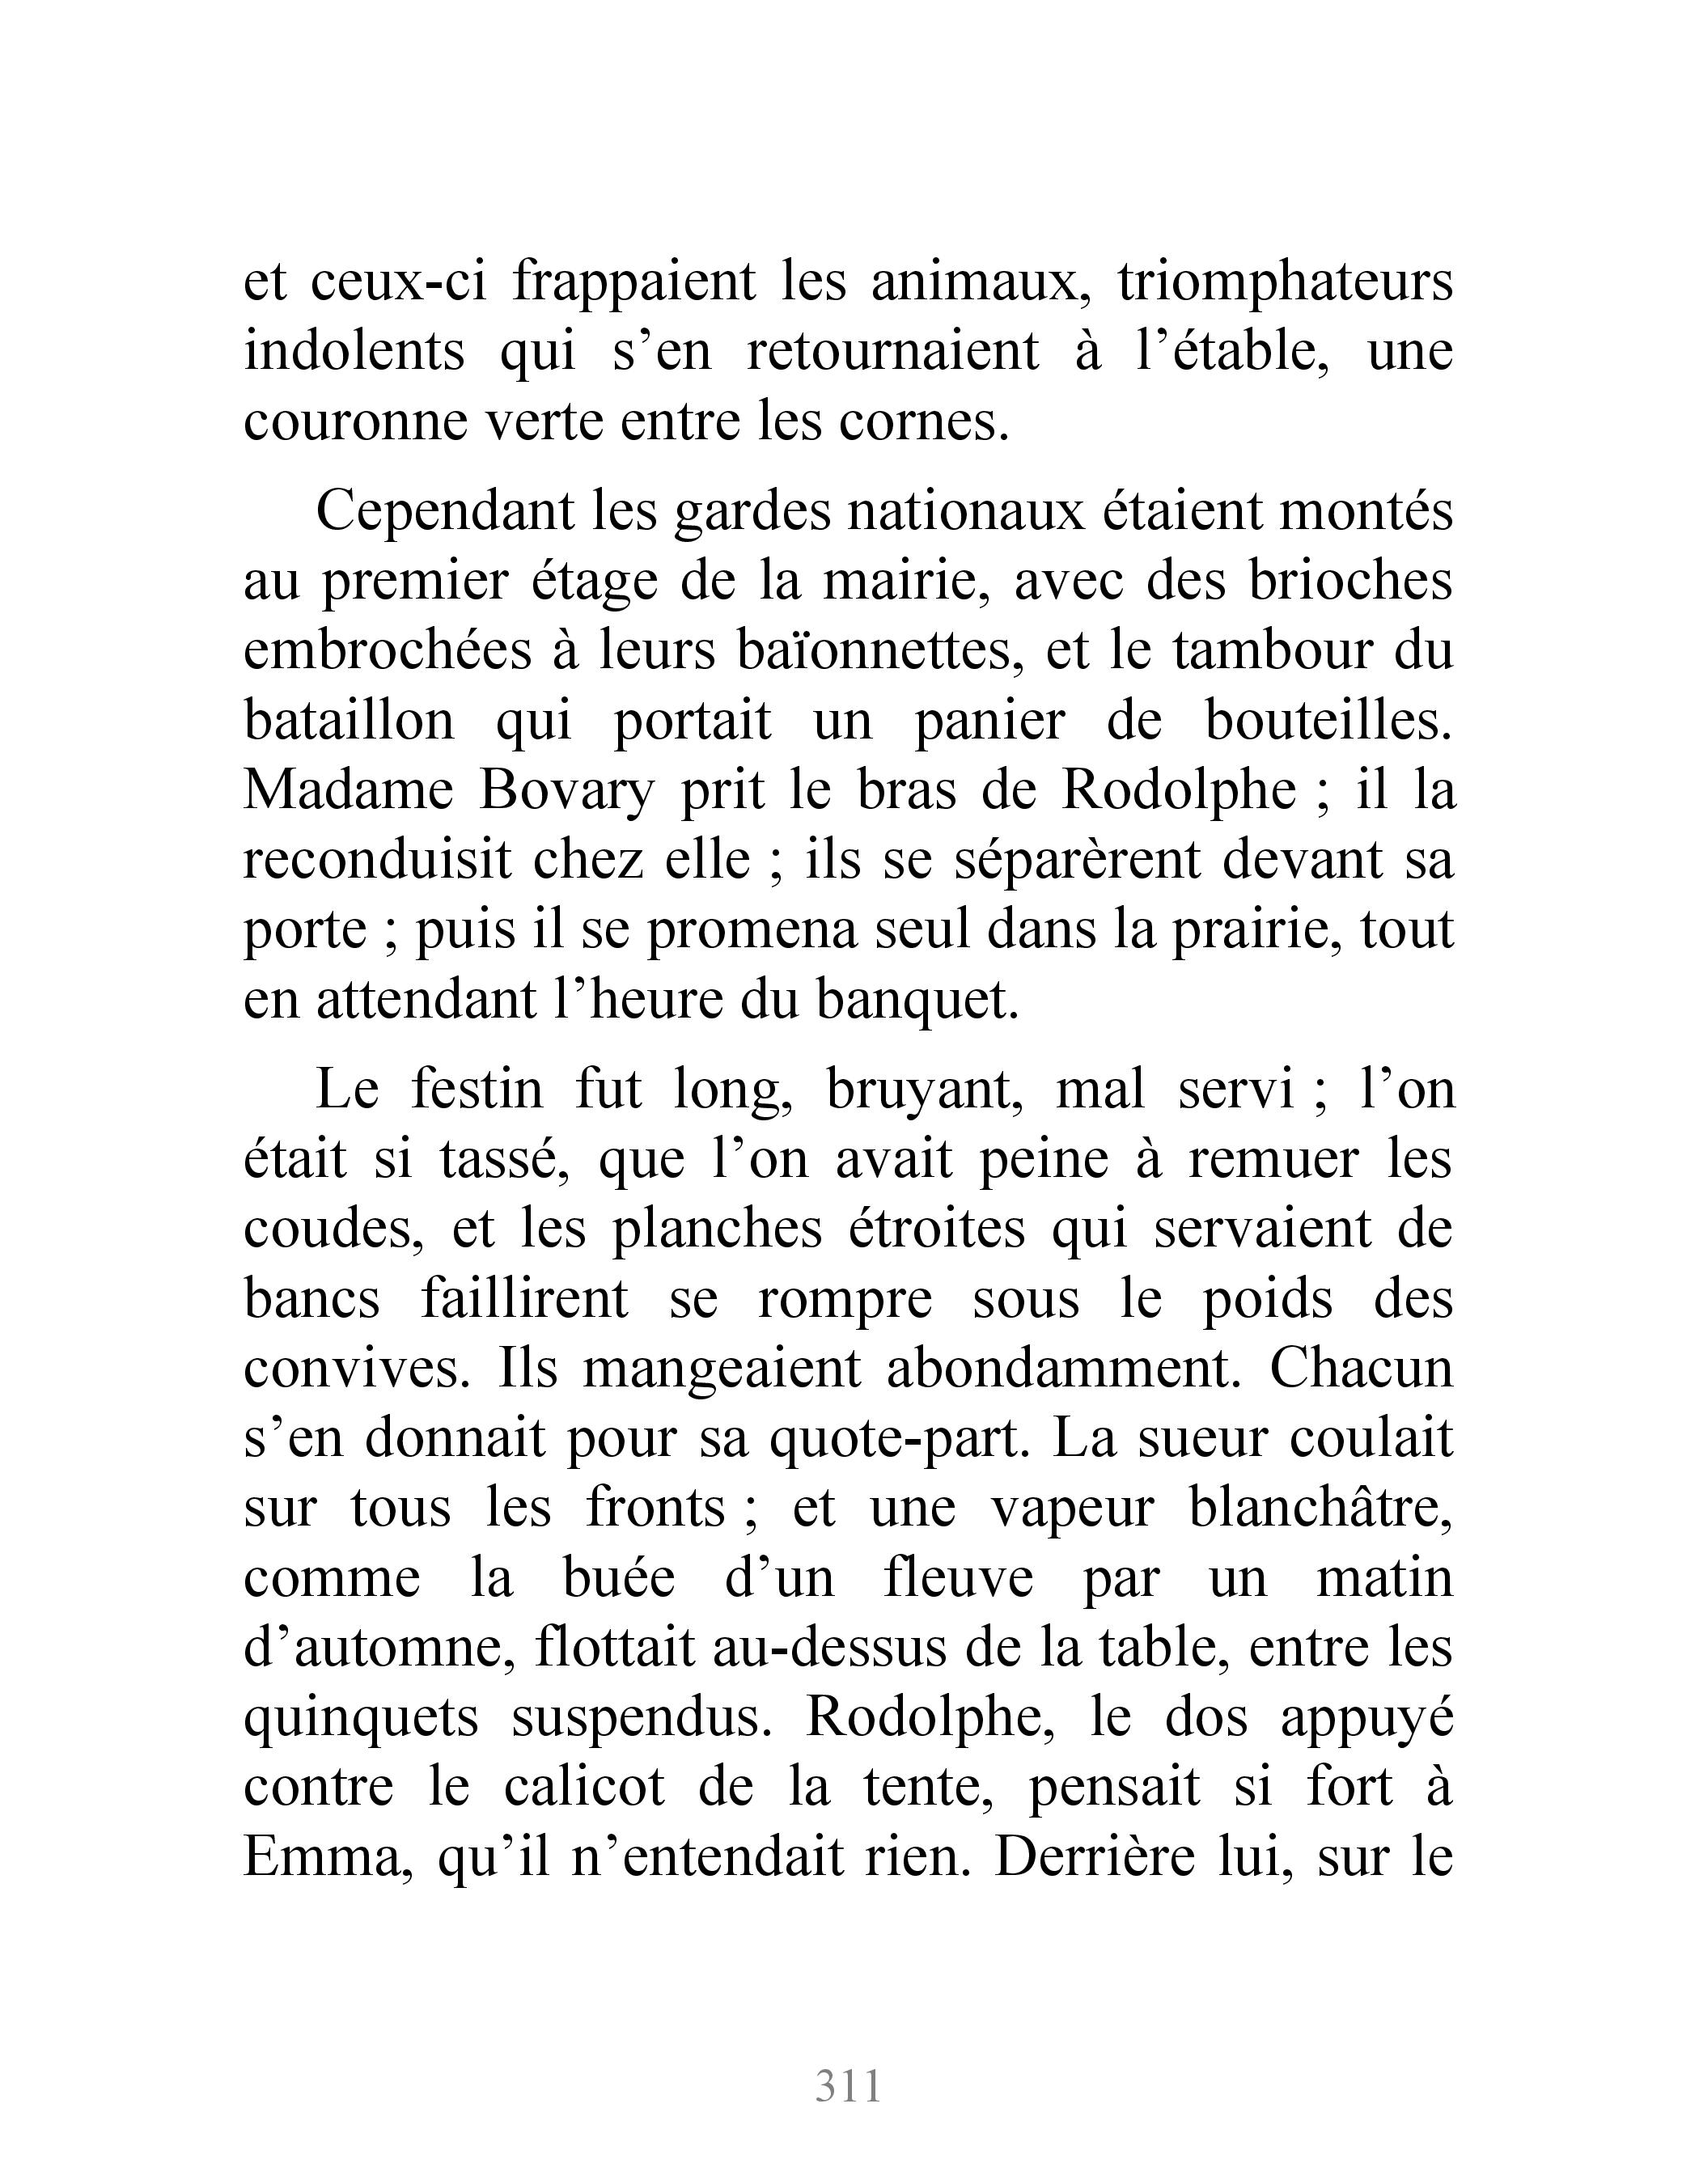 et ceux-ci frappaient les animaux, triomphateurs
indolents qui s’en retournaient à l’étable, une
couronne verte entre les cornes.
Cependant les gardes nationaux étaient montés
au premier étage de la mairie, avec des brioches
embrochées à leurs baïonnettes, et le tambour du
bataillon qui portait un panier de bouteilles.
Madame Bovary prit le bras de Rodolphe ; il la
reconduisit chez elle ; ils se séparèrent devant sa
porte ; puis il se promena seul dans la prairie, tout
en attendant l’heure du banquet.
Le festin fut long, bruyant, mal servi ; l’on
était si tassé, que l’on avait peine à remuer les
coudes, et les planches étroites qui servaient de
bancs faillirent se rompre sous le poids des
convives. Ils mangeaient abondamment. Chacun
s’en donnait pour sa quote-part. La sueur coulait
sur tous les fronts ; et une vapeur blanchâtre,
comme la buée d’un fleuve par un matin
d’automne, flottait au-dessus de la table, entre les
quinquets suspendus. Rodolphe, le dos appuyé
contre le calicot de la tente, pensait si fort à
Emma, qu’il n’entendait rien. Derrière lui, sur le
311